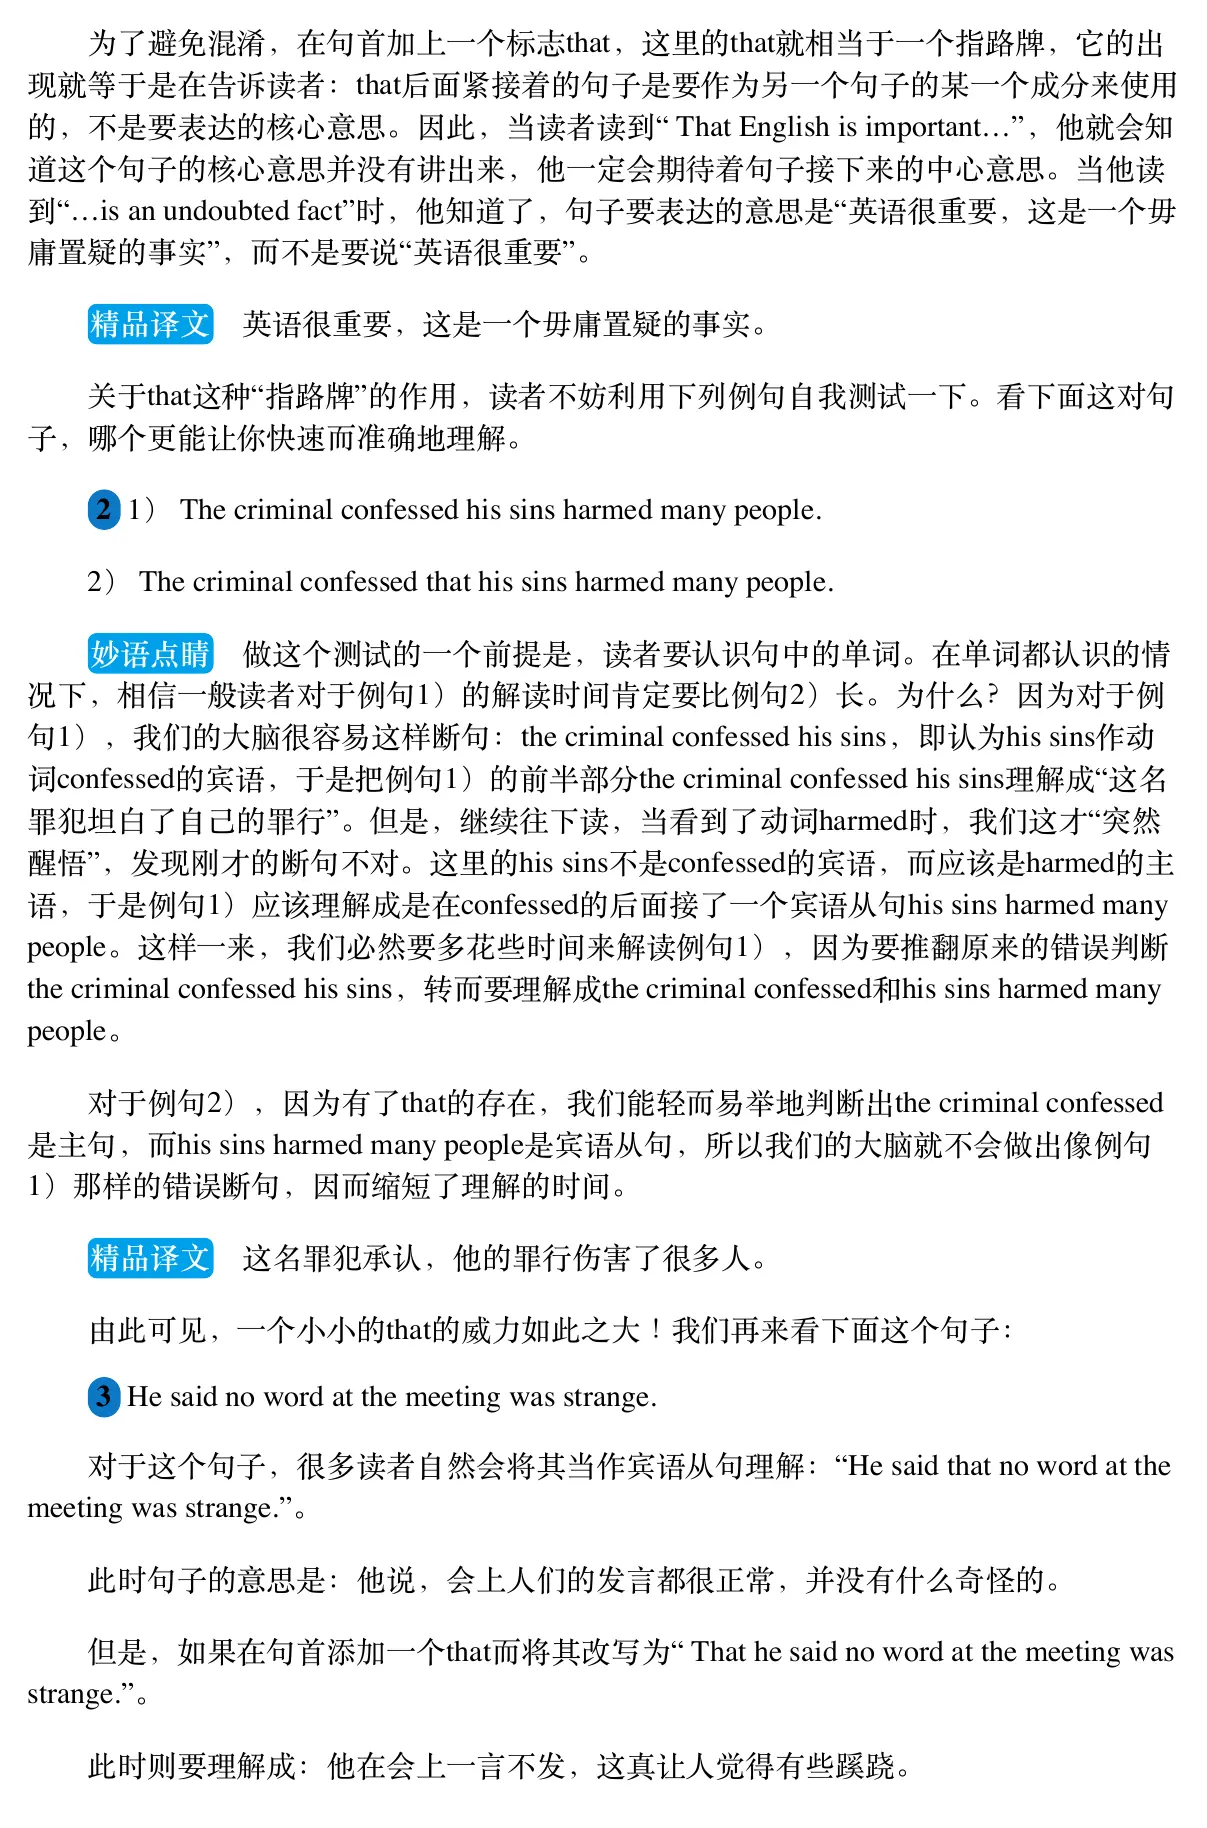 为了避免混淆，在句首加上一个标志that，这里的that就相当于一个指路牌，它的出
现就等于是在告诉读者：that后面紧接着的句子是要作为另一个句子的某一个成分来使用
的，不是要表达的核心意思。因此，当读者读到“ That English is important…”，他就会知
道这个句子的核心意思并没有讲出来，他一定会期待着句子接下来的中心意思。当他读
到“…is an undoubted fact”时，他知道了，句子要表达的意思是“英语很重要，这是一个毋
庸置疑的事实”，而不是要说“英语很重要”。
精品译文 英语很重要，这是一个毋庸置疑的事实。
关于that这种“指路牌”的作用，读者不妨利用下列例句自我测试一下。看下面这对句
子，哪个更能让你快速而准确地理解。
2 1） The criminal confessed his sins harmed many people.
2） The criminal confessed that his sins harmed many people.
妙语点睛 做这个测试的一个前提是，读者要认识句中的单词。在单词都认识的情
况下，相信一般读者对于例句1）的解读时间肯定要比例句2）长。为什么？因为对于例
句1），我们的大脑很容易这样断句：the criminal confessed his sins，即认为his sins作动
词confessed的宾语，于是把例句1）的前半部分the criminal confessed his sins理解成“这名
罪犯坦白了自己的罪行”。但是，继续往下读，当看到了动词harmed时，我们这才“突然
醒悟”，发现刚才的断句不对。这里的his sins不是confessed的宾语，而应该是harmed的主
语，于是例句1）应该理解成是在confessed的后面接了一个宾语从句his sins harmed many
people。这样一来，我们必然要多花些时间来解读例句1），因为要推翻原来的错误判断
the criminal confessed his sins，转而要理解成the criminal confessed和his sins harmed many
people。
对于例句2），因为有了that的存在，我们能轻而易举地判断出the criminal confessed
是主句，而his sins harmed many people是宾语从句，所以我们的大脑就不会做出像例句
1）那样的错误断句，因而缩短了理解的时间。
精品译文 这名罪犯承认，他的罪行伤害了很多人。
由此可见，一个小小的that的威力如此之大！我们再来看下面这个句子：
3 He said no word at the meeting was strange.
对于这个句子，很多读者自然会将其当作宾语从句理解：“He said that no word at the
meeting was strange.”。
此时句子的意思是：他说，会上人们的发言都很正常，并没有什么奇怪的。
但是，如果在句首添加一个that而将其改写为“ That he said no word at the meeting was
strange.”。
此时则要理解成：他在会上一言不发，这真让人觉得有些蹊跷。